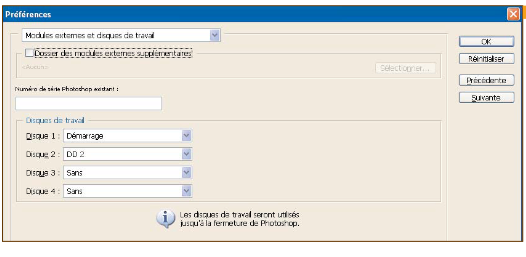 Préférences
Modules externes et disques de travail
OK
Dossier des modules externes supplémentaires
Réinitialiser
<Aucun>
Sélectionner...
Précédente
Numéro de série Photoshop existant :
Suivante
Disques de travail
Disque 1 : Démarrage
Disque 2 : DD 2
Disque 3 : Sans
Disque 4 : Sans
Les disques de travail seront utilisés
jusqu'à la fermeture de Photoshop.